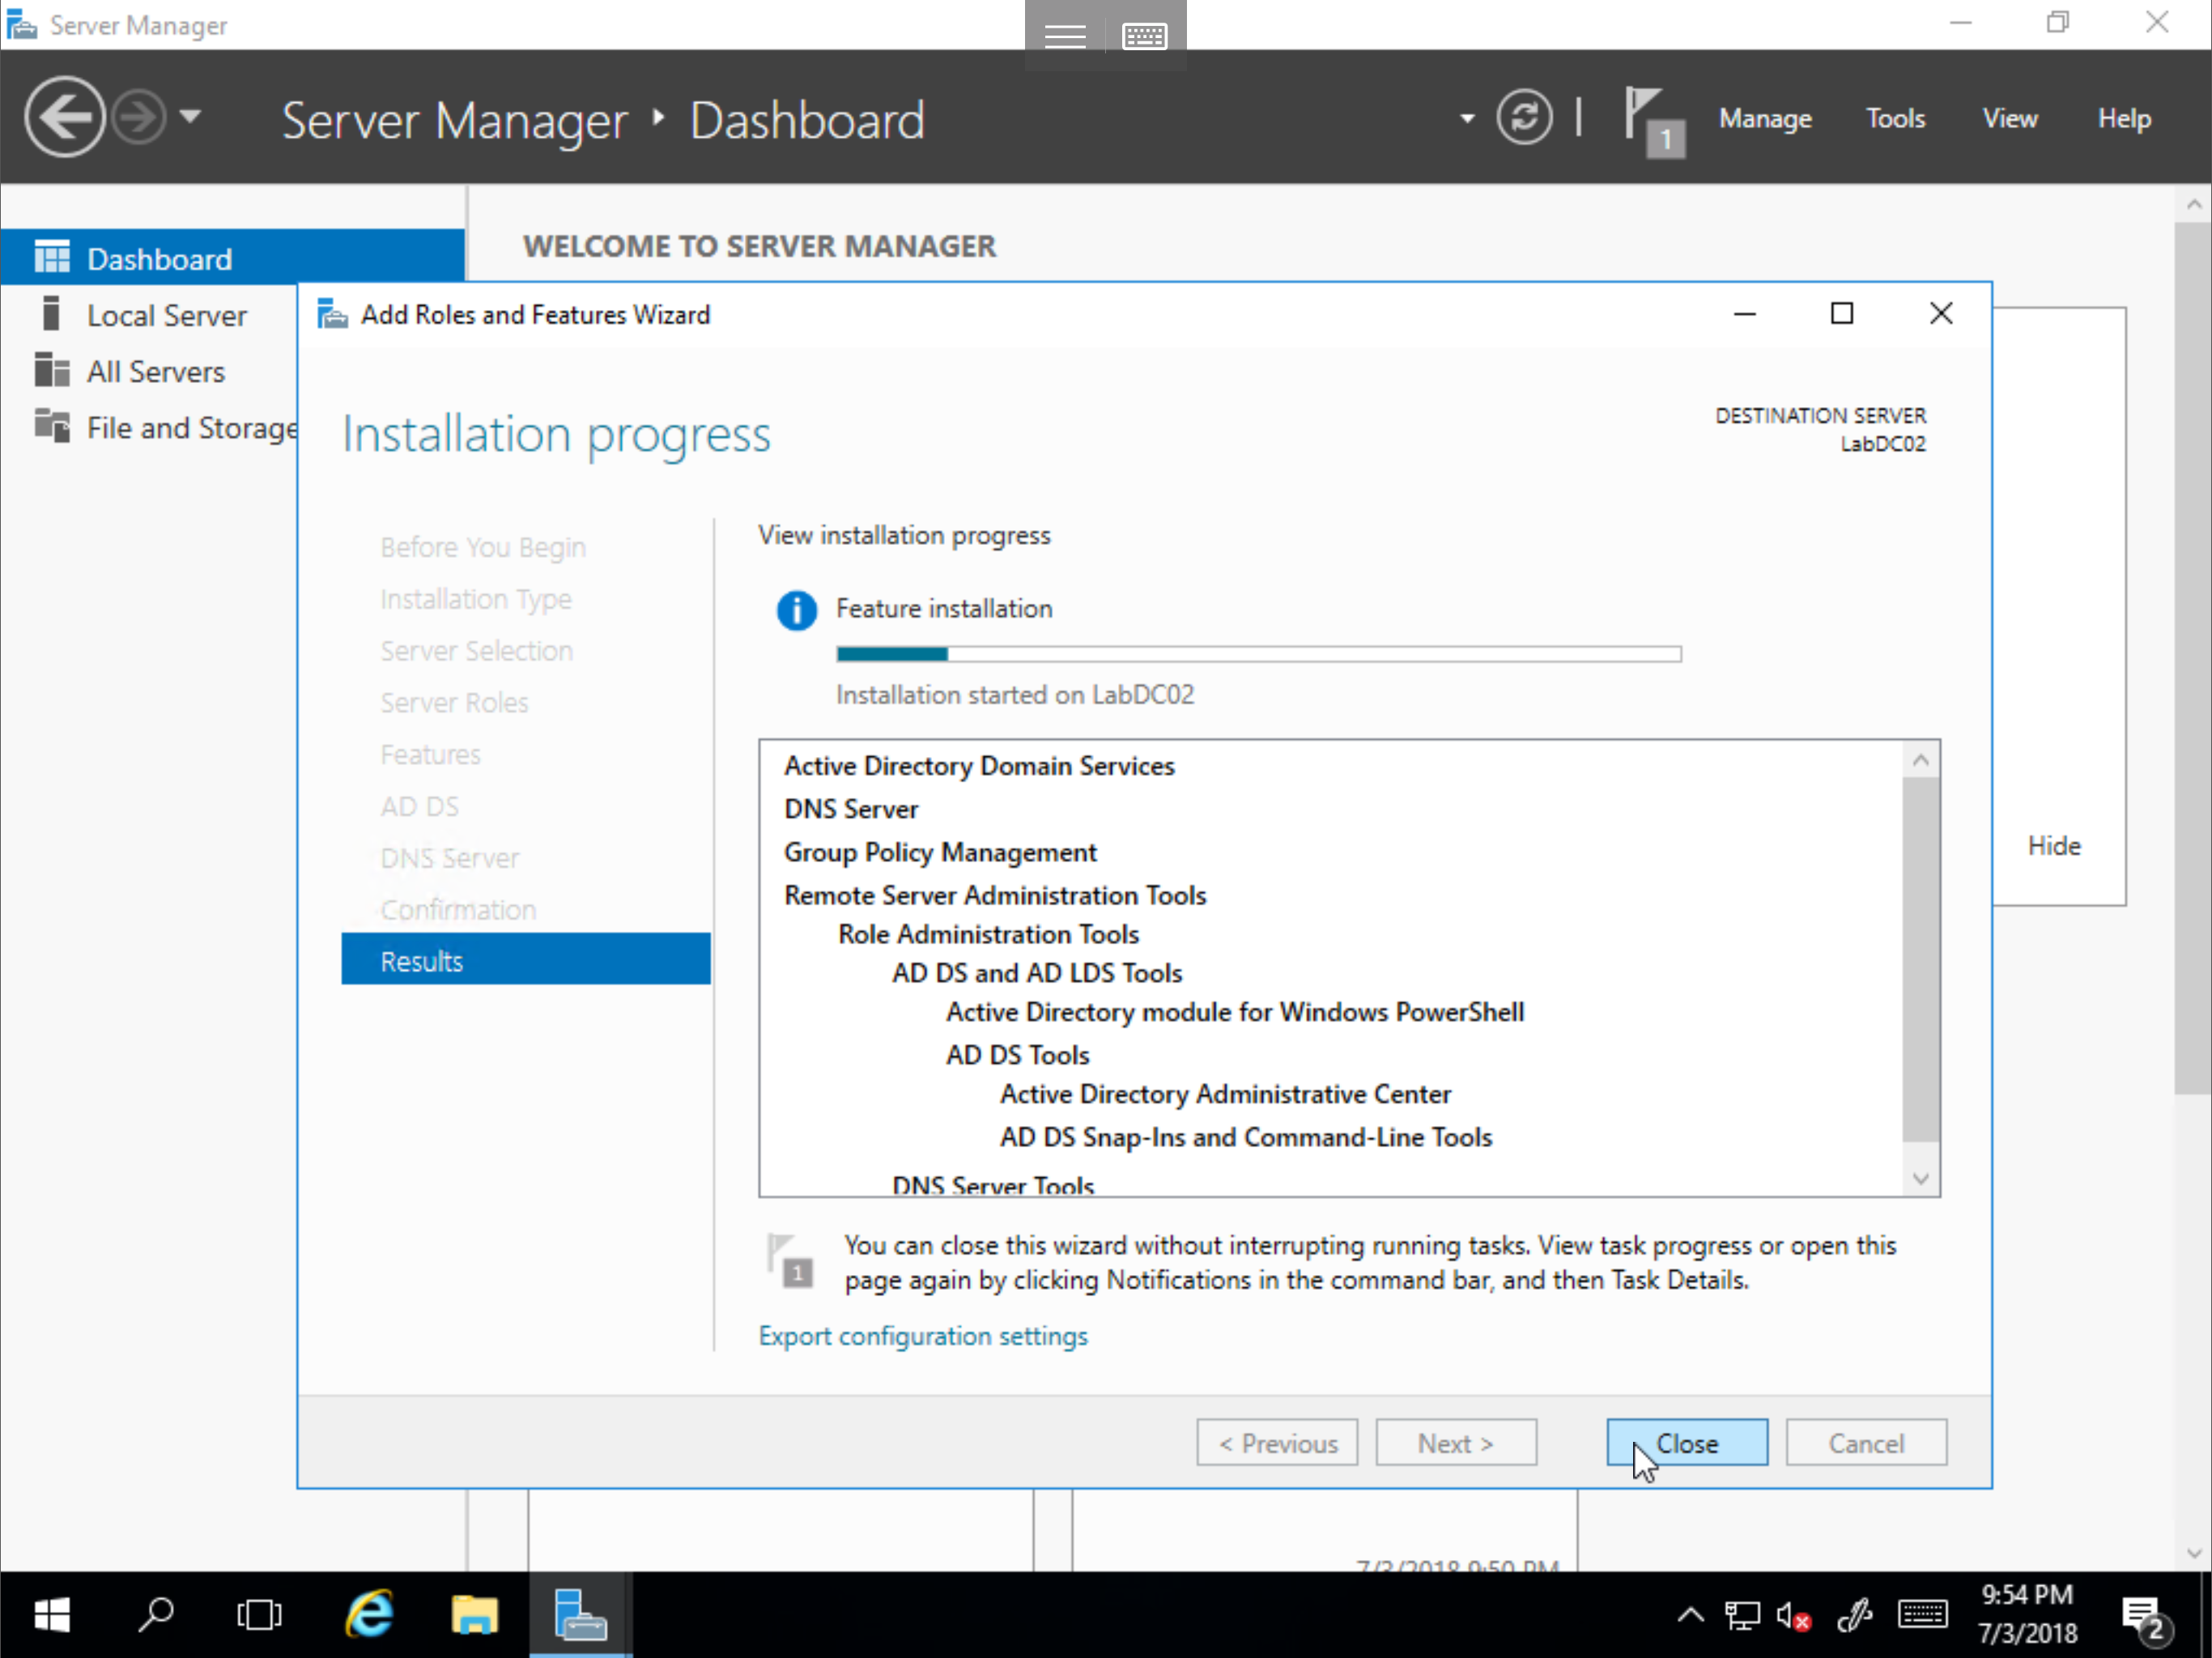 Server Manager
Server Manager ‣ Dashboard
1
Manage
Tools
View
Help
Dashboard
Local Server
All Servers
File and Storage
WELCOME TO SERVER MANAGER
Hide
Add Roles and Features Wizard
Installation progress
DESTINATION SERVER
LabDC02
Before You Begin
Installation Type
Server Selection
Server Roles
Features
AD DS
DNS Server
Confirmation
Results
View installation progress
Feature installation
Installation started on LabDC02
Active Directory Domain Services
DNS Server
Group Policy Management
Remote Server Administration Tools
Role Administration Tools
AD DS and AD LDS Tools
Active Directory module for Windows PowerShell
AD DS Tools
Active Directory Administrative Center
AD DS Snap-Ins and Command-Line Tools
DNS Server Tools
1
You can close this wizard without interrupting running tasks. View task progress or open this
page again by clicking Notifications in the command bar, and then Task Details.
Export configuration settings
< Previous
Next >
Close
Cancel
7/3/2018 9:50 PM
9:54 PM
7/3/2018
2